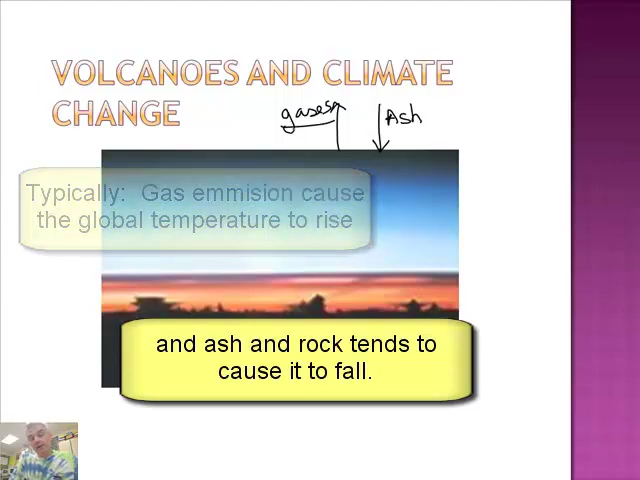 VOLCANOES AND CLIMATE
CHANGE
gases
Ash
Typically: Gas emmision cause
the global temperature to rise
and ash and rock tends to
cause it to fall.